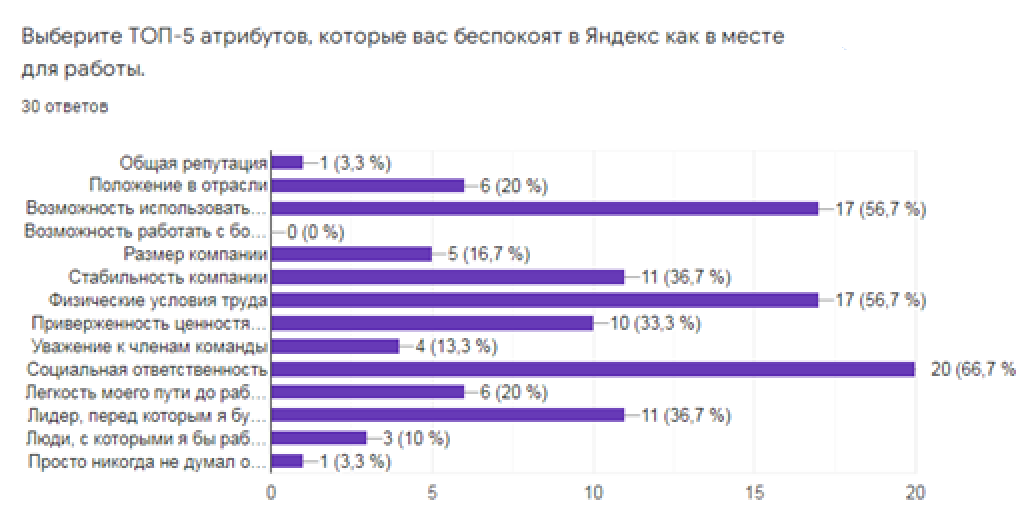 Выберите ТОП-5 атрибутов, которые вас беспокоят в Яндекс как в месте
для работы.
30 ответов
Общая репутация 1 (3,3 %)
Положение в отрасли 6 (20 %)
Возможность использовать... 17 (56,7 %)
Возможность работать с бо... 0 (0 %)
Размер компании 5 (16,7 %)
Стабильность компании 11 (36,7 %)
Физические условия труда 17 (56,7 %)
Приверженность ценностя... 10 (33,3 %)
Уважение к членам команды 4 (13,3 %)
Социальная ответственность 20 (66,7 %
Легкость моего пути до раб... 6 (20 %)
Лидер, перед которым я бу... 11 (36,7 %)
Люди, с которыми я бы раб... 3 (10 %)
Просто никогда не думал о... 1 (3,3 %)
0 5 10 15 20